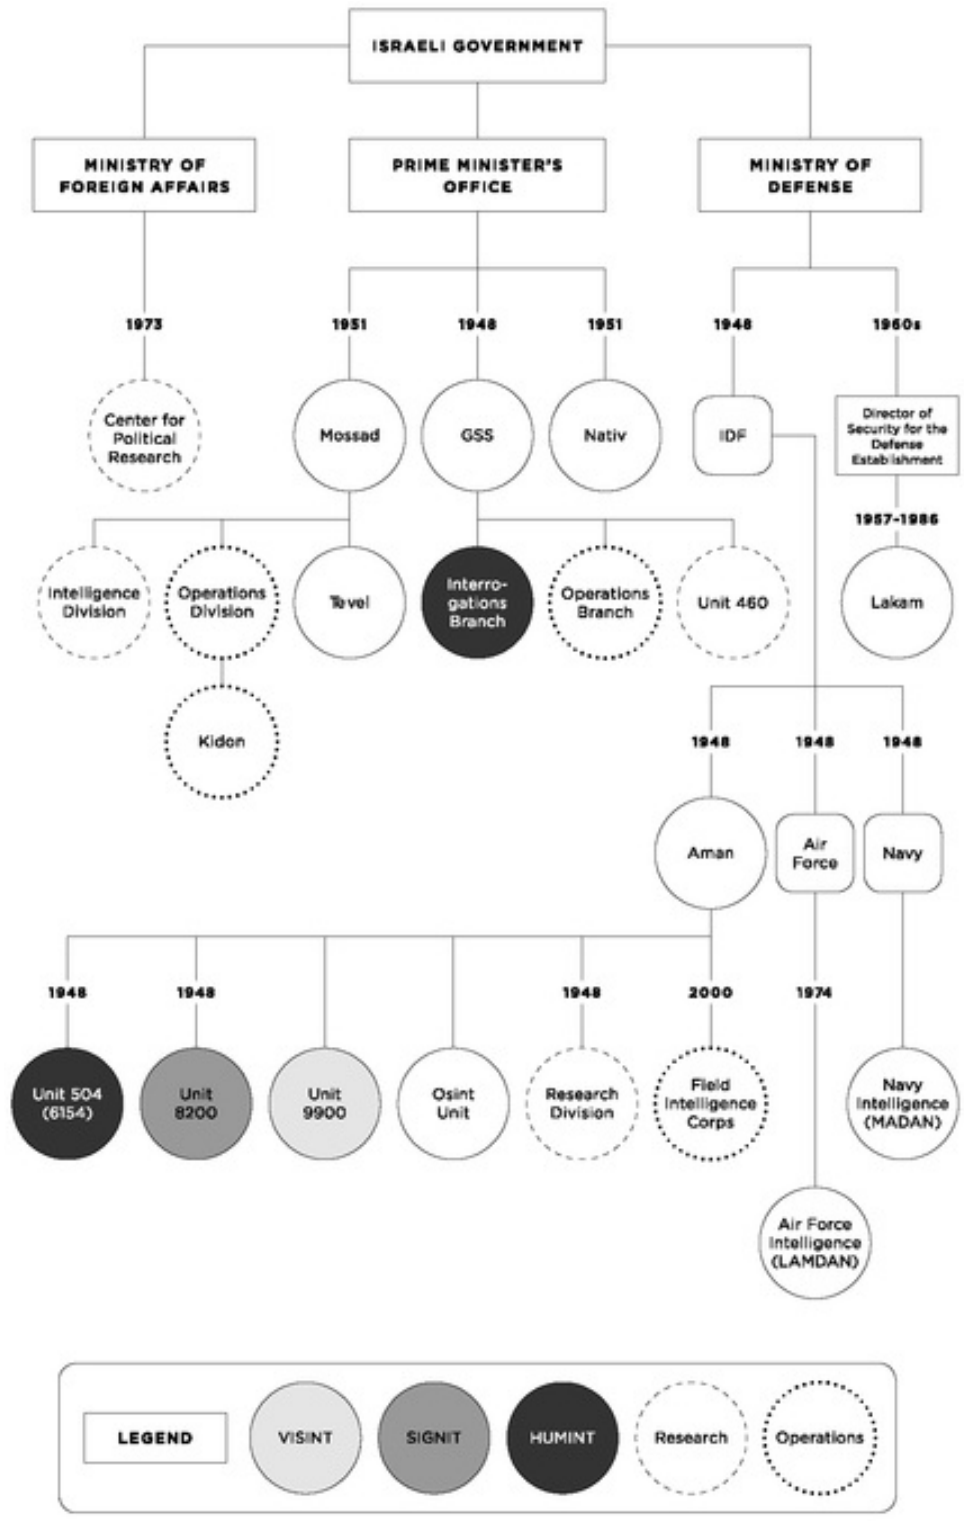 ISRAELI GOVERNMENT
MINISTRY OF
FOREIGN AFFAIRS
PRIME MINISTER'S
OFFICE
MINISTRY OF
DEFENSE
1973
1951
1948
1951
1948
1960s
Center for
Political
Research
Mossad
GSS
Nativ
IDF
Director of
Security for the
Defense
Establishment
1957-1986
Intelligence
Division
Operations
Division
Tevel
Interro-
gations
Branch
Operations
Branch
Unit 460
Lakam
Kidon
1948
1948
1948
Aman
Air
Force
Navy
1948
1948
1948
2000
1974
Unit 504
(6154)
Unit
8200
Unit
9900
Osint
Unit
Research
Division
Field
Intelligence
Corps
Navy
Intelligence
(MADAN)
Air Force
Intelligence
(LAMDAN)
LEGEND
VISINT
SIGNIT
HUMINT
Research
Operations